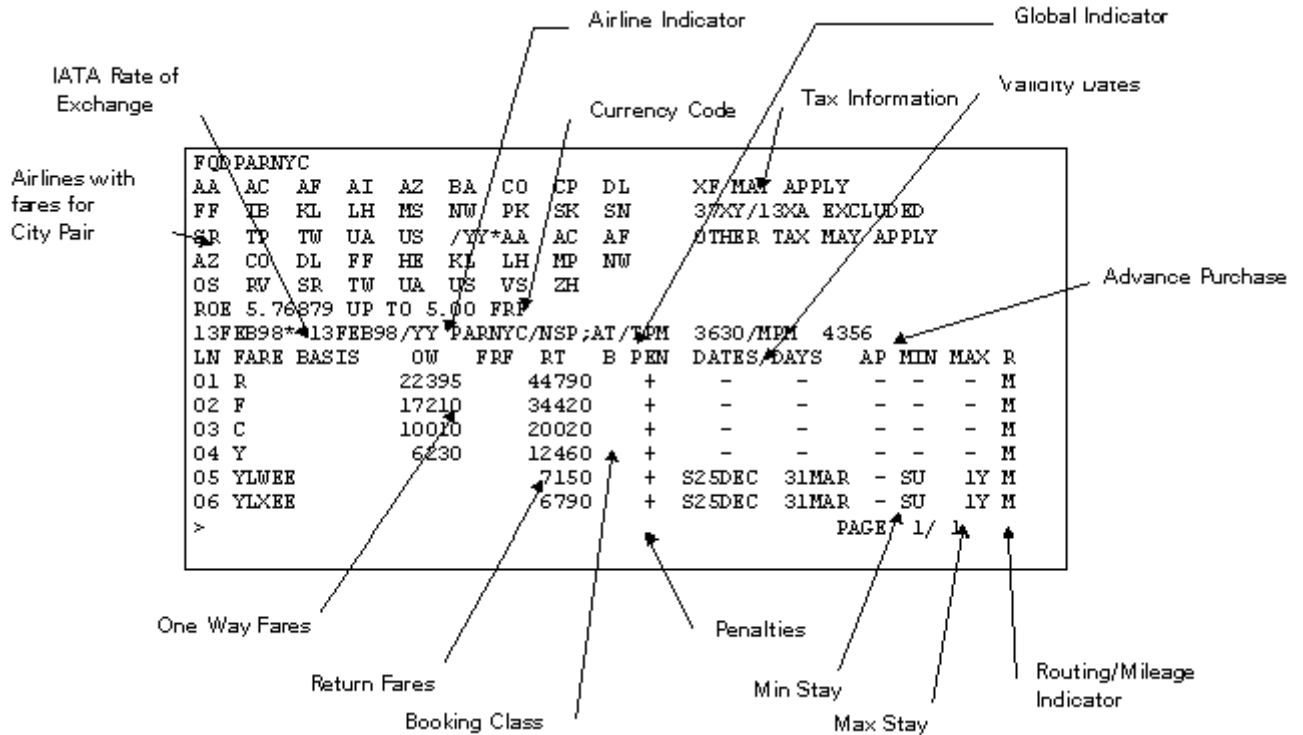 Airline Indicator
Global Indicator
IATA Rate of
Exchange
Validity Dates
Tax Information
Currency Code
Airlines with
fares for
City Pair
Advance Purchase
FQDPARNYC
AA AC AF AI AZ BA CO CP DL XF MAY APPLY
FF IB KL LH MS NW PK SK SN 37XY/13XA EXCLUDED
SR TP TW UA US /YY*AA AC AF OTHER TAX MAY APPLY
AZ CO DL FF HE KL LH MP NW
OS RV SR TW UA US VS ZH
ROE 5.76879 UP TO 5.00 FRF
13FEB98**13FEB98/YY PARNYC/NSP;AT/TPM 3630/MPM 4356
LN FARE BASIS OW FRF RT B PEN DATES/DAYS AP MIN MAX R
01 R 22395 44790 + - - - - - M
02 F 17210 34420 + - - - - - M
03 C 10010 20020 + - - - - - M
04 Y 6230 12460 + - - - - - M
05 YLWEE 7150 + S25DEC 31MAR - SU 1Y M
06 YLXEE 6790 + S25DEC 31MAR - SU 1Y M
> PAGE 1/ 1
One Way Fares
Return Fares
Booking Class
Penalties
Min Stay
Max Stay
Routing/Mileage
Indicator